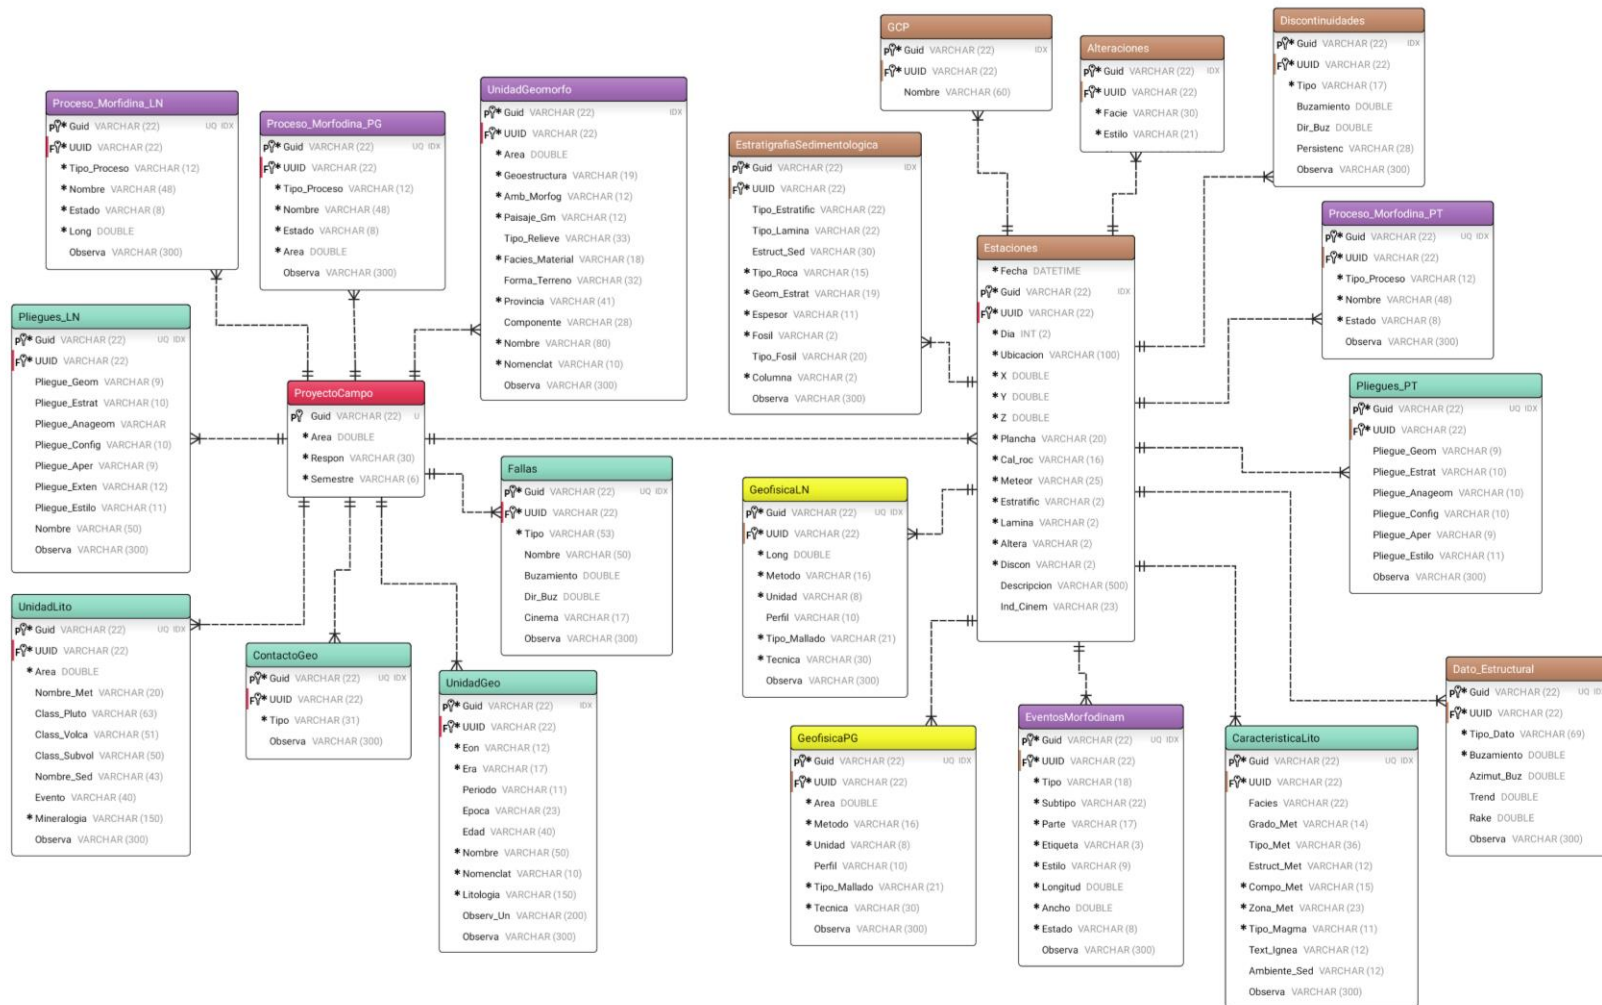 Proceso_Morfidina_LN
P * Guid VARCHAR (22) UQ IDX
F * UUID VARCHAR (22)
* Tipo_Proceso VARCHAR (12)
* Nombre VARCHAR (48)
* Estado VARCHAR (8)
* Long DOUBLE
Observa VARCHAR (300)
Proceso_Morfodina_PG
P * Guid VARCHAR (22) UQ IDX
F * UUID VARCHAR (22)
* Tipo_Proceso VARCHAR (12)
* Nombre VARCHAR (48)
* Estado VARCHAR (8)
* Area DOUBLE
Observa VARCHAR (300)
UnidadGeomorfo
P * Guid VARCHAR (22) IDX
F * UUID VARCHAR (22)
* Area DOUBLE
* Geoestructura VARCHAR (19)
* Amb_Morfog VARCHAR (12)
* Paisaje_Gm VARCHAR (12)
Tipo_Relieve VARCHAR (33)
* Facies_Material VARCHAR (18)
Forma_Terreno VARCHAR (32)
* Provincia VARCHAR (41)
Componente VARCHAR (28)
* Nombre VARCHAR (80)
* Nomenclat VARCHAR (10)
Observa VARCHAR (300)
GCP
P * Guid VARCHAR (22) IDX
F * UUID VARCHAR (22)
Nombre VARCHAR (60)
Alteraciones
P * Guid VARCHAR (22) IDX
F * UUID VARCHAR (22)
* Facie VARCHAR (30)
* Estilo VARCHAR (21)
Discontinuidades
P * Guid VARCHAR (22) IDX
F * UUID VARCHAR (22)
* Tipo VARCHAR (17)
Buzamiento DOUBLE
Dir_Buz DOUBLE
Persistenc VARCHAR (28)
Observa VARCHAR (300)
EstratigrafiaSedimentologica
P * Guid VARCHAR (22) IDX
F * UUID VARCHAR (22)
Tipo_Estratific VARCHAR (22)
Tipo_Lamina VARCHAR (22)
Estruct_Sed VARCHAR (30)
* Tipo_Roca VARCHAR (15)
* Geom_Estrat VARCHAR (19)
* Espesor VARCHAR (11)
* Fosil VARCHAR (2)
Tipo_Fosil VARCHAR (20)
* Columna VARCHAR (2)
Observa VARCHAR (300)
Proceso_Morfodina_PT
P * Guid VARCHAR (22) UQ IDX
F * UUID VARCHAR (22)
* Tipo_Proceso VARCHAR (12)
* Nombre VARCHAR (48)
* Estado VARCHAR (8)
Observa VARCHAR (300)
Estaciones
* Fecha DATETIME
P * Guid VARCHAR (22) IDX
F * UUID VARCHAR (22)
* Dia INT (2)
* Ubicacion VARCHAR (100)
* X DOUBLE
* Y DOUBLE
* Z DOUBLE
* Plancha VARCHAR (20)
* Cal_roc VARCHAR (16)
* Meteor VARCHAR (25)
* Estratific VARCHAR (2)
* Lamina VARCHAR (2)
* Altera VARCHAR (2)
* Discon VARCHAR (2)
Descripcion VARCHAR (500)
Ind_Cinem VARCHAR (23)
Pliegues_LN
P * Guid VARCHAR (22) UQ IDX
F * UUID VARCHAR (22)
Pliegue_Geom VARCHAR (9)
Pliegue_Estrat VARCHAR (10)
Pliegue_Anageom VARCHAR
Pliegue_Config VARCHAR (10)
Pliegue_Aper VARCHAR (9)
Pliegue_Exten VARCHAR (12)
Pliegue_Estilo VARCHAR (11)
Nombre VARCHAR (50)
Observa VARCHAR (300)
ProyectoCampo
P Guid VARCHAR (22) U
* Area DOUBLE
* Respon VARCHAR (30)
* Semestre VARCHAR (6)
Pliegues_PT
P * Guid VARCHAR (22) UQ IDX
F * UUID VARCHAR (22)
Pliegue_Geom VARCHAR (9)
Pliegue_Estrat VARCHAR (10)
Pliegue_Anageom VARCHAR (10)
Pliegue_Config VARCHAR (10)
Pliegue_Aper VARCHAR (9)
Pliegue_Estilo VARCHAR (11)
Observa VARCHAR (300)
Fallas
P * Guid VARCHAR (22) UQ IDX
F * UUID VARCHAR (22)
* Tipo VARCHAR (53)
Nombre VARCHAR (50)
Buzamiento DOUBLE
Dir_Buz DOUBLE
Cinema VARCHAR (17)
Observa VARCHAR (300)
GeofisicaLN
P * Guid VARCHAR (22) UQ IDX
F * UUID VARCHAR (22)
* Long DOUBLE
* Metodo VARCHAR (16)
* Unidad VARCHAR (8)
Perfil VARCHAR (10)
* Tipo_Mallado VARCHAR (21)
* Tecnica VARCHAR (30)
Observa VARCHAR (300)
UnidadLito
P * Guid VARCHAR (22) UQ IDX
F * UUID VARCHAR (22)
* Area DOUBLE
Nombre_Met VARCHAR (20)
Class_Pluto VARCHAR (63)
Class_Volca VARCHAR (51)
Class_Subvol VARCHAR (50)
Nombre_Sed VARCHAR (43)
Evento VARCHAR (40)
* Mineralogia VARCHAR (150)
Observa VARCHAR (300)
ContactoGeo
P * Guid VARCHAR (22) UQ IDX
F * UUID VARCHAR (22)
* Tipo VARCHAR (31)
Observa VARCHAR (300)
UnidadGeo
P * Guid VARCHAR (22) IDX
F * UUID VARCHAR (22)
* Eon VARCHAR (12)
* Era VARCHAR (17)
Periodo VARCHAR (11)
Epoca VARCHAR (23)
Edad VARCHAR (40)
* Nombre VARCHAR (50)
* Nomenclat VARCHAR (10)
* Litologia VARCHAR (150)
Observ_Un VARCHAR (200)
Observa VARCHAR (300)
GeofisicaPG
P * Guid VARCHAR (22) UQ IDX
F * UUID VARCHAR (22)
* Area DOUBLE
* Metodo VARCHAR (16)
* Unidad VARCHAR (8)
Perfil VARCHAR (10)
* Tipo_Mallado VARCHAR (21)
* Tecnica VARCHAR (30)
Observa VARCHAR (300)
EventosMorfodinam
P * Guid VARCHAR (22) UQ IDX
F * UUID VARCHAR (22)
* Tipo VARCHAR (18)
* Subtipo VARCHAR (22)
* Parte VARCHAR (17)
* Etiqueta VARCHAR (3)
* Estilo VARCHAR (9)
* Longitud DOUBLE
* Ancho DOUBLE
* Estado VARCHAR (8)
Observa VARCHAR (300)
CaracteristicaLito
P * Guid VARCHAR (22) UQ IDX
F * UUID VARCHAR (22)
Facies VARCHAR (22)
Grado_Met VARCHAR (14)
Tipo_Met VARCHAR (36)
Estruct_Met VARCHAR (12)
* Compo_Met VARCHAR (15)
* Zona_Met VARCHAR (23)
* Tipo_Magma VARCHAR (11)
Text_Ignea VARCHAR (12)
Ambiente_Sed VARCHAR (12)
Observa VARCHAR (300)
Dato_Estructural
P * Guid VARCHAR (22) UQ
F * UUID VARCHAR (22)
* Tipo_Dato VARCHAR (69)
* Buzamiento DOUBLE
Azimut_Buz DOUBLE
Trend DOUBLE
Rake DOUBLE
Observa VARCHAR (300)